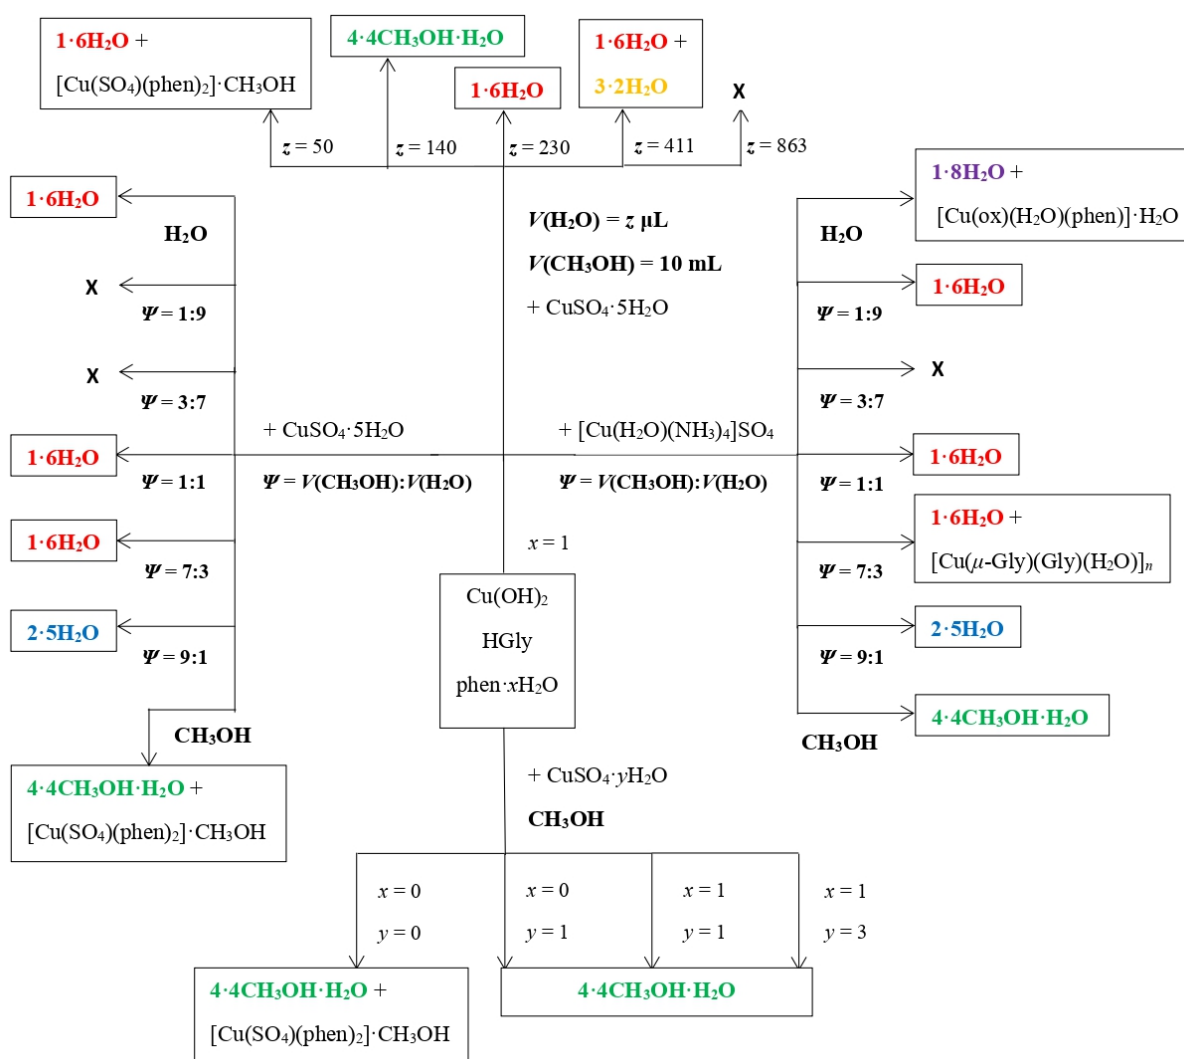 1·6H₂O +
[Cu(SO₄)(phen)₂]·CH₃OH
4·4CH₃OH·H₂O
1·6H₂O
1·6H₂O +
3·2H₂O
X
z = 50
z = 140
z = 230
z = 411
z = 863
V(H₂O) = z µL
V(CH₃OH) = 10 mL
+ CuSO₄·5H₂O
1·6H₂O
H₂O
X
Ψ = 1:9
X
Ψ = 3:7
1·6H₂O
Ψ = 1:1
1·6H₂O
Ψ = 7:3
2·5H₂O
Ψ = 9:1
CH₃OH
4·4CH₃OH·H₂O +
[Cu(SO₄)(phen)₂]·CH₃OH
+ CuSO₄·5H₂O
Ψ = V(CH₃OH):V(H₂O)
+ [Cu(H₂O)(NH₃)₄]SO₄
Ψ = V(CH₃OH):V(H₂O)
1·8H₂O +
[Cu(ox)(H₂O)(phen)]·H₂O
H₂O
1·6H₂O
Ψ = 1:9
X
Ψ = 3:7
1·6H₂O
Ψ = 1:1
1·6H₂O +
[Cu(µ-Gly)(Gly)(H₂O)]ₙ
Ψ = 7:3
2·5H₂O
Ψ = 9:1
4·4CH₃OH·H₂O
CH₃OH
x = 1
Cu(OH)₂
HGly
phen·xH₂O
+ CuSO₄·yH₂O
CH₃OH
x = 0
y = 0
x = 0
y = 1
x = 1
y = 1
x = 1
y = 3
4·4CH₃OH·H₂O +
[Cu(SO₄)(phen)₂]·CH₃OH
4·4CH₃OH·H₂O